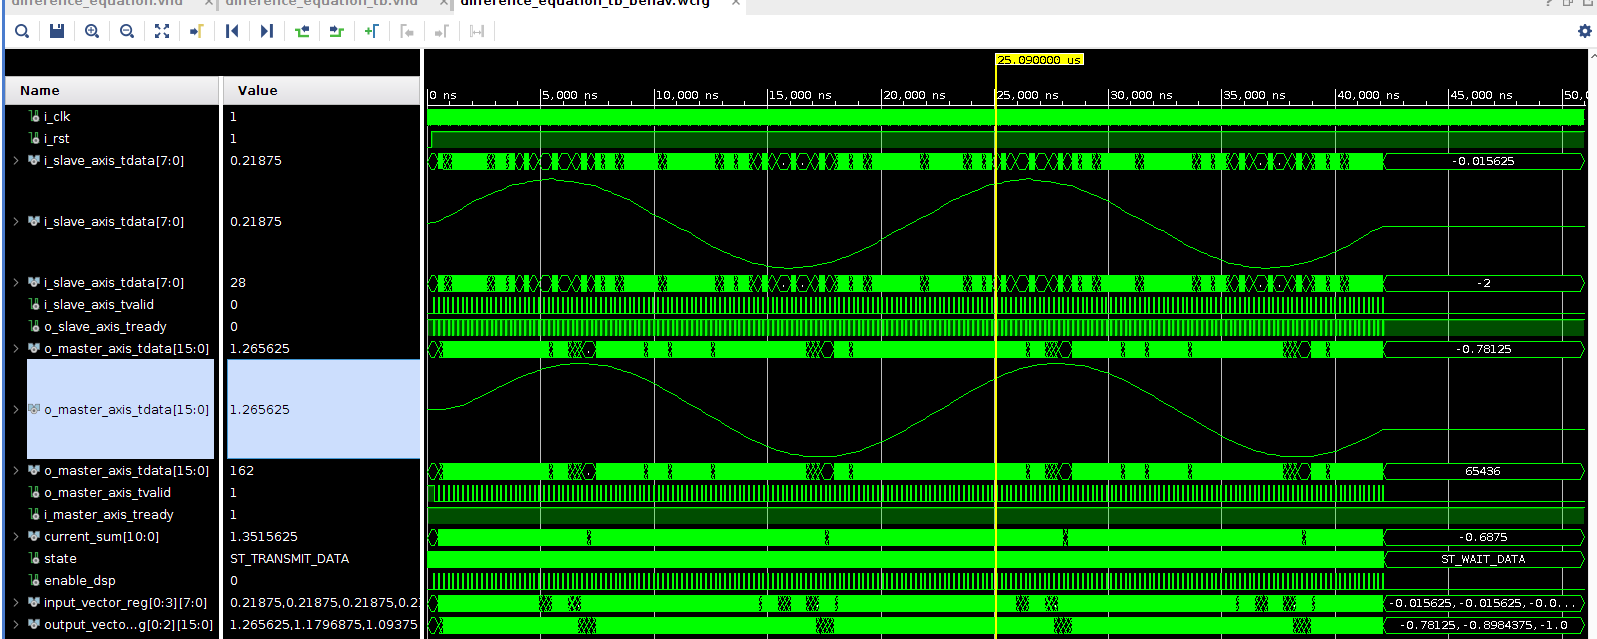 difference_equation.vhd × difference_equation_tb.vhd × difference_equation_tb_behav.wcfg × ?
25.090000 us
Name Value 0 ns 5,000 ns 10,000 ns 15,000 ns 20,000 ns 25,000 ns 30,000 ns 35,000 ns 40,000 ns 45,000 ns 50,0
i_clk 1
i_rst 1
i_slave_axis_tdata[7:0] 0.21875 -0.015625
i_slave_axis_tdata[7:0] 0.21875
i_slave_axis_tdata[7:0] 28 -2
i_slave_axis_tvalid 0
o_slave_axis_tready 0
o_master_axis_tdata[15:0] 1.265625 -0.78125
o_master_axis_tdata[15:0] 1.265625
o_master_axis_tdata[15:0] 162 65436
o_master_axis_tvalid 1
i_master_axis_tready 1
current_sum[10:0] 1.3515625 -0.6875
state ST_TRANSMIT_DATA ST_WAIT_DATA
enable_dsp 0
input_vector_reg[0:3][7:0] 0.21875,0.21875,0.21875,0.2 -0.015625,-0.015625,-0.0...
output_vecto...g[0:2][15:0] 1.265625,1.1796875,1.09375 -0.78125,-0.8984375,-1.0